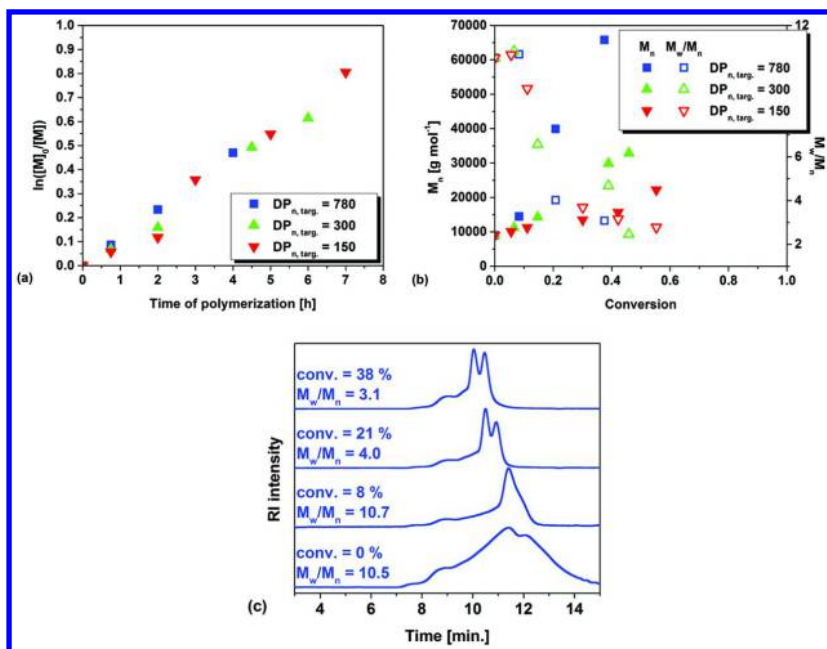 1.0
0.9
0.8
0.7
0.6
0.5
0.4
0.3
0.2
0.1
0.0
ln([M]0/[M])
DPn, targ. = 780
DPn, targ. = 300
DPn, targ. = 150
0 1 2 3 4 5 6 7 8
(a)
Time of polymerization [h]
70000
60000
50000
40000
30000
20000
10000
0
Mn [g mol-1]
Mn Mw/Mn
DPn, targ. = 780
DPn, targ. = 300
DPn, targ. = 150
12
6
4
2
Mw/Mn
0.0 0.2 0.4 0.6 0.8 1.0
(b)
Conversion
conv. = 38 %
Mw/Mn = 3.1
conv. = 21 %
Mw/Mn = 4.0
conv. = 8 %
Mw/Mn = 10.7
conv. = 0 %
Mw/Mn = 10.5
RI intensity
4 6 8 10 12 14
(c)
Time [min.]